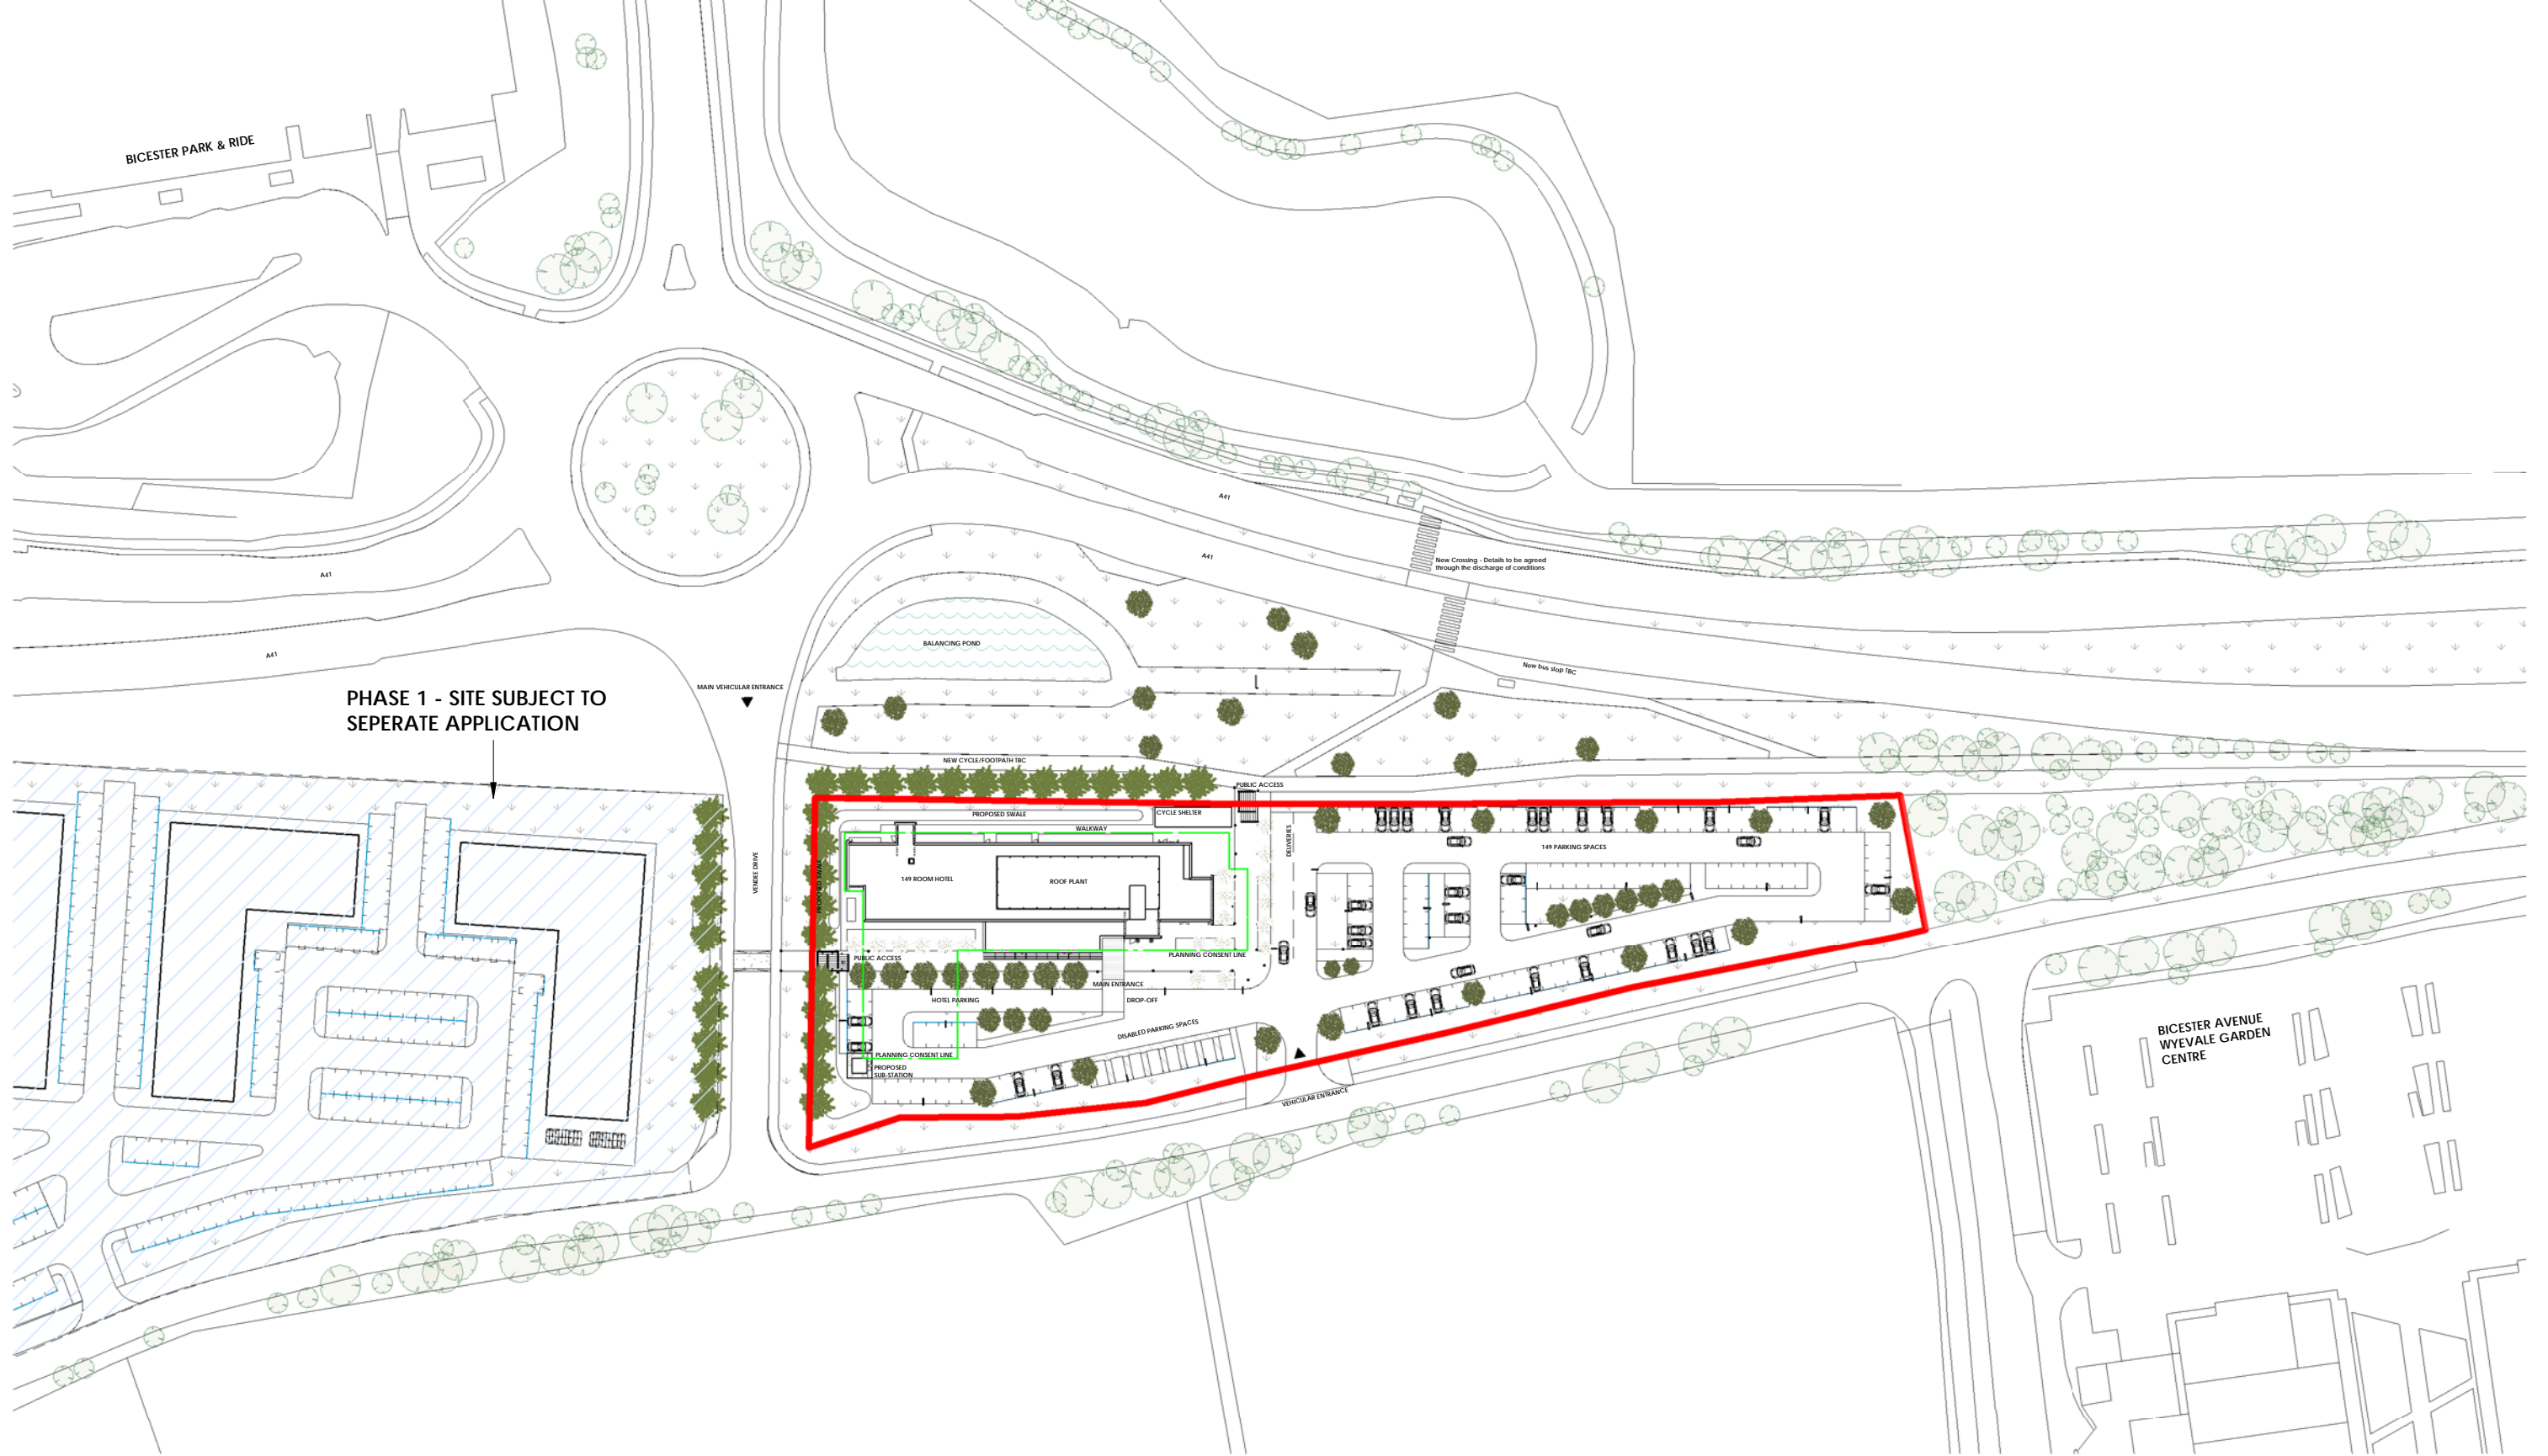 BICESTER PARK & RIDE
A41
A41
New Crossing - Details to be agreed
through the discharge of conditions
A41
A41
BALANCING POND
New bus stop TBC
MAIN VEHICULAR ENTRANCE
PHASE 1 - SITE SUBJECT TO
SEPERATE APPLICATION
NEW CYCLE/FOOTPATH TBC
PUBLIC ACCESS
PROPOSED SWALE
CYCLE SHELTER
WALKWAY
DELIVERIES
149 PARKING SPACES
VENDEE DRIVE
PROPOSED SWALE
149 ROOM HOTEL
ROOF PLANT
PUBLIC ACCESS
PLANNING CONSENT LINE
MAIN ENTRANCE
HOTEL PARKING
DROP-OFF
DISABLED PARKING SPACES
PLANNING CONSENT LINE
PROPOSED
SUB-STATION
VEHICULAR ENTRANCE
BICESTER AVENUE
WYEVALE GARDEN
CENTRE